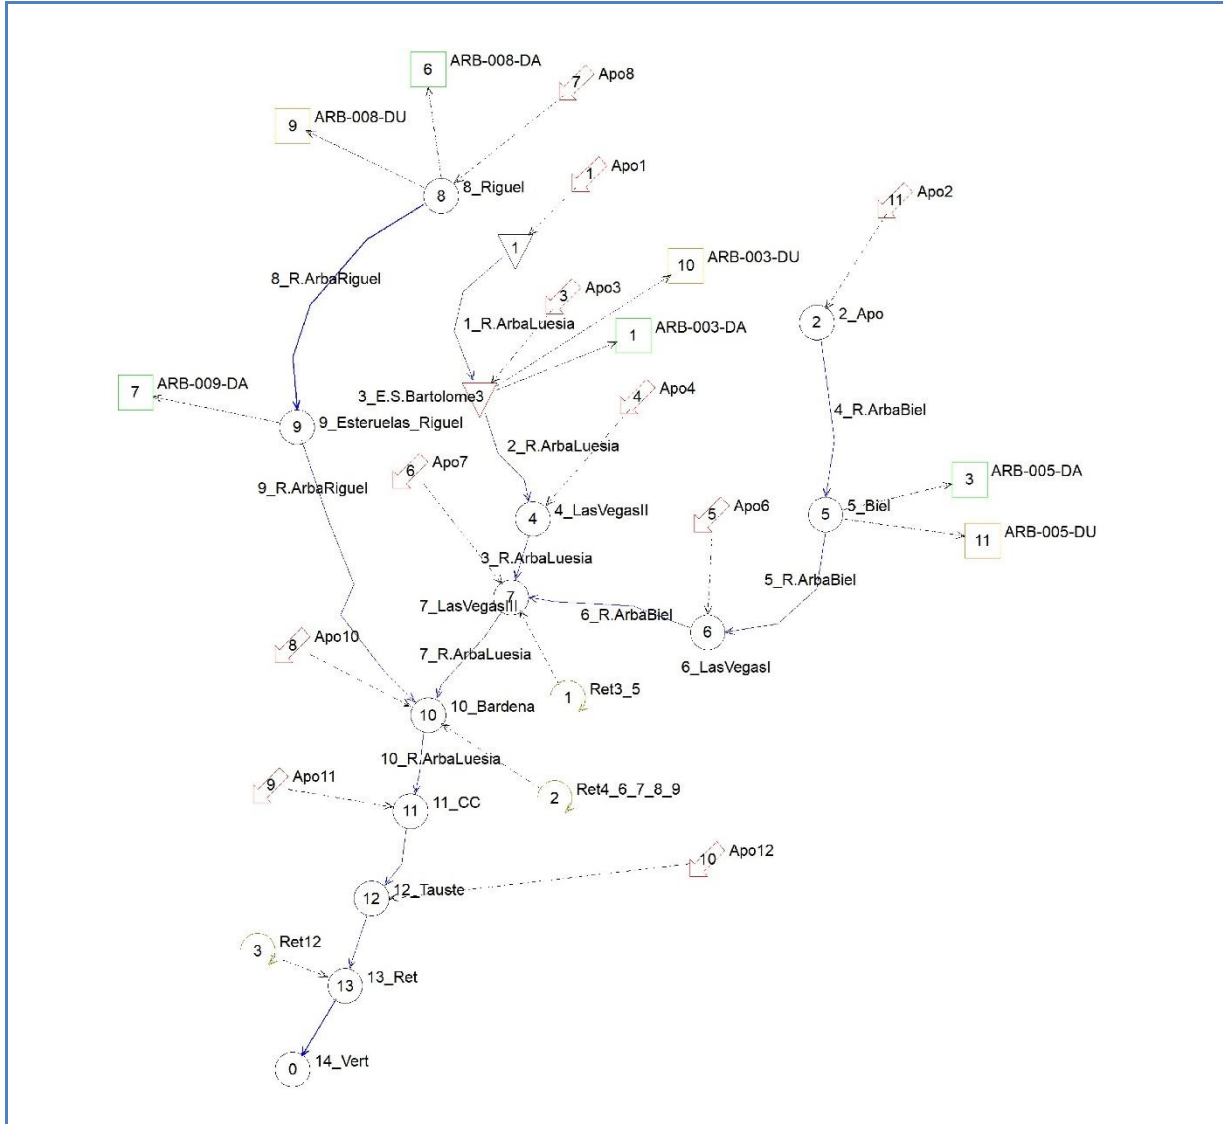 6 ARB-008-DA
7 Apo8
9 ARB-008-DU
8 8_Riguel
1 Apo1
11 Apo2
1
10 ARB-003-DU
8_R.ArbaRiguel
3 Apo3
1_R.ArbaLuesia
1 ARB-003-DA
2 2_Apo
7 ARB-009-DA
3_E.S.Bartolome 3
4 Apo4
4_R.ArbaBiel
9 9_Esteruelas_Riguel
2_R.ArbaLuesia
6 Apo7
3 ARB-005-DA
9_R.ArbaRiguel
4 4_LasVegasII
5 Apo6
5 5_Biel
11 ARB-005-DU
3_R.ArbaLuesia
5_R.ArbaBiel
7_LasVegasIII 7
6_R.ArbaBiel
6
8 Apo10
7_R.ArbaLuesia
6_LasVegasI
1 Ret3_5
10 10_Bardena
10_R.ArbaLuesia
9 Apo11
2 Ret4_6_7_8_9
11 11_CC
10 Apo12
12 12_Tauste
3 Ret12
13 13_Ret
0 14_Vert